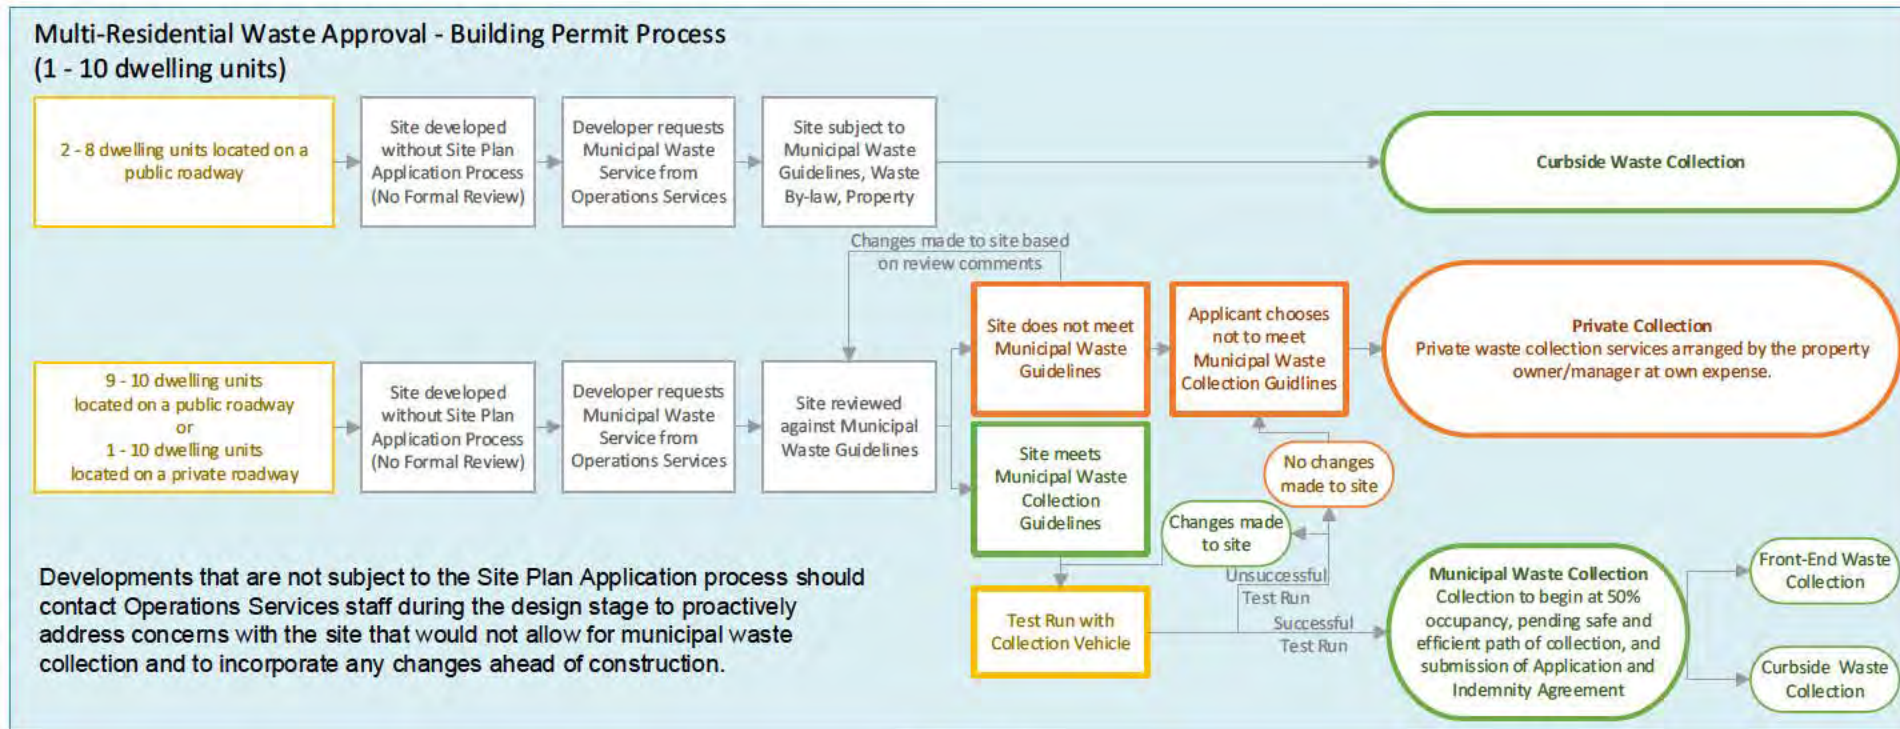 Multi-Residential Waste Approval - Building Permit Process
(1 - 10 dwelling units)
2 - 8 dwelling units located on a
public roadway
Site developed
without Site Plan
Application Process
(No Formal Review)
Developer requests
Municipal Waste
Service from
Operations Services
Site subject to
Municipal Waste
Guidelines, Waste
By-law, Property
Curbside Waste Collection
Changes made to site based
on review comments
9 - 10 dwelling units
located on a public roadway
or
1 - 10 dwelling units
located on a private roadway
Site developed
without Site Plan
Application Process
(No Formal Review)
Developer requests
Municipal Waste
Service from
Operations Services
Site reviewed
against Municipal
Waste Guidelines
Site does not meet
Municipal Waste
Guidelines
Applicant chooses
not to meet
Municipal Waste
Collection Guidlines
Private Collection
Private waste collection services arranged by the property
owner/manager at own expense.
Site meets
Municipal Waste
Collection
Guidelines
No changes
made to site
Changes made
to site
Unsuccessful
Test Run
Test Run with
Collection Vehicle
Successful
Test Run
Municipal Waste Collection
Collection to begin at 50%
occupancy, pending safe and
efficient path of collection, and
submission of Application and
Indemnity Agreement
Front-End Waste
Collection
Curbside Waste
Collection
Developments that are not subject to the Site Plan Application process should
contact Operations Services staff during the design stage to proactively
address concerns with the site that would not allow for municipal waste
collection and to incorporate any changes ahead of construction.